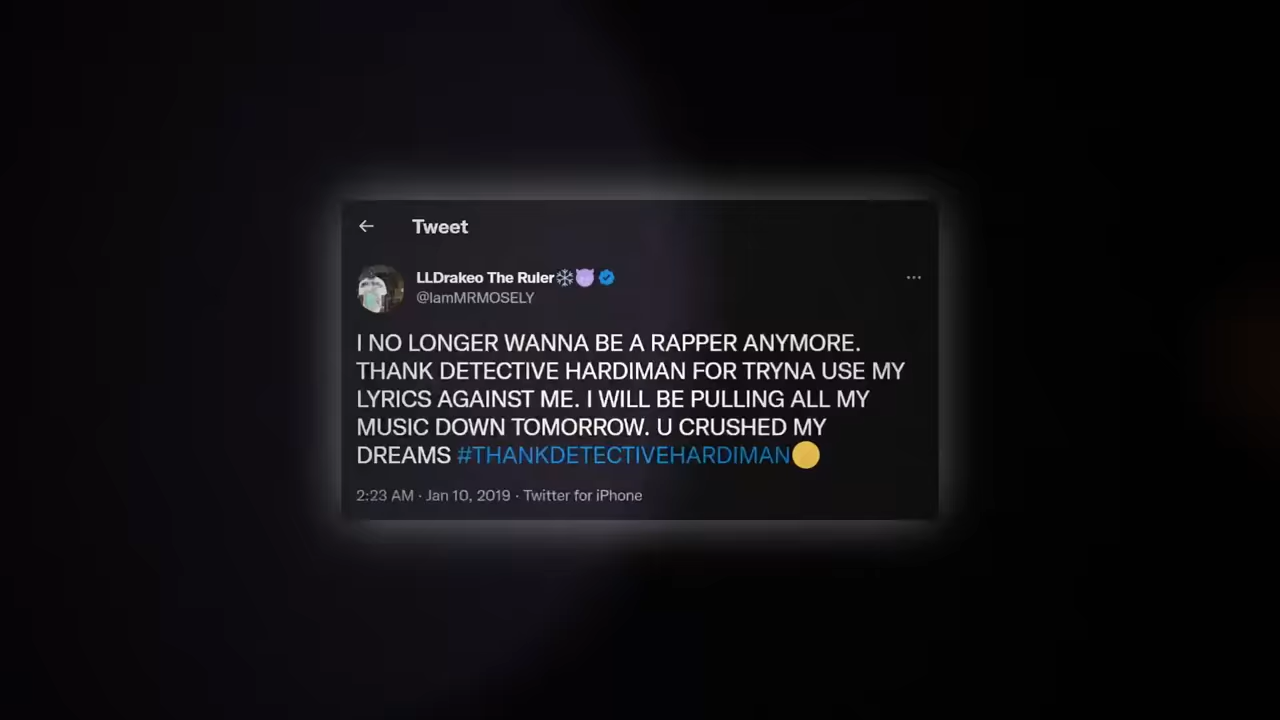 Tweet
LLDrakeo The Ruler❄️😈
@IamMRMOSELY
I NO LONGER WANNA BE A RAPPER ANYMORE.
THANK DETECTIVE HARDIMAN FOR TRYNA USE MY
LYRICS AGAINST ME. I WILL BE PULLING ALL MY
MUSIC DOWN TOMORROW. U CRUSHED MY
DREAMS #THANKDETECTIVEHARDIMAN
2:23 AM · Jan 10, 2019 · Twitter for iPhone